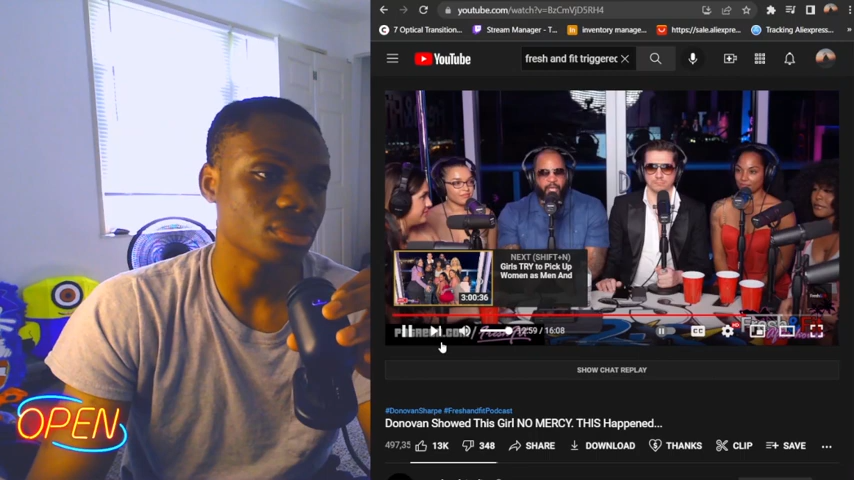 OPEN
youtube.com/watch?v=BzCmVjD5RH4
7 Optical Transition... Stream Manager - T... inventory manage... https://sale.aliexpre... Tracking Aliexpress...
YouTube
fresh and fit triggered
NEXT (SHIFT+N)
Girls TRY to Pick Up
Women as Men And
3:00:36
12:59 / 16:08
CC
HD
SHOW CHAT REPLAY
#DonovanSharpe #FreshandfitPodcast
Donovan Showed This Girl NO MERCY. THIS Happened...
497,35 13K 348 SHARE DOWNLOAD THANKS CLIP SAVE